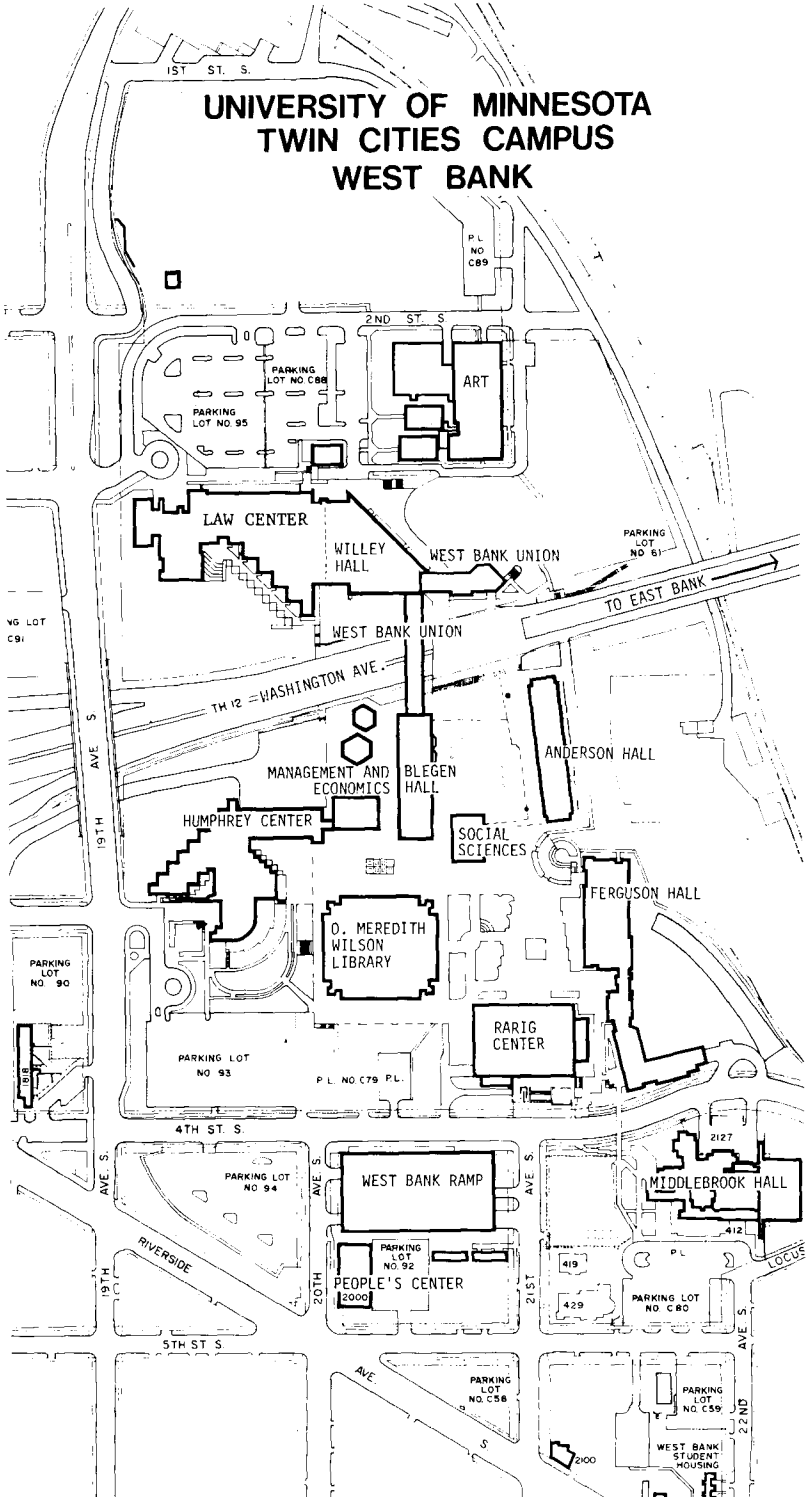 1ST ST. S.
UNIVERSITY OF MINNESOTA
TWIN CITIES CAMPUS
WEST BANK
P.L.
NO
C89
2ND ST. S
PARKING
LOT NO. C88
ART
PARKING
LOT NO. 95
LAW CENTER
WILLEY
HALL
WEST BANK UNION
PARKING
LOT
NO 61
TO EAST BANK
NG LOT
C91
WEST BANK UNION
TH 12 = WASHINGTON AVE.
19TH AVE S.
ANDERSON HALL
MANAGEMENT AND
ECONOMICS
BLEGEN
HALL
HUMPHREY CENTER
SOCIAL
SCIENCES
FERGUSON HALL
O. MEREDITH
WILSON
LIBRARY
PARKING
LOT
NO. 90
RARIG
CENTER
1818
PARKING LOT
NO 93
P.L. NO.C79
P.L.
4TH ST. S.
2127
AVE S.
PARKING LOT
NO 94
AVE S.
WEST BANK RAMP
AVE S.
MIDDLEBROOK HALL
412
RIVERSIDE
PARKING
LOT
NO. 92
419
P L
LOCUS
19TH
20TH
PEOPLE'S CENTER
2000
21ST
429
PARKING LOT
NO. C80
AVE S.
5TH ST S.
AVE.
S
PARKING
LOT
NO. C58
PARKING
LOT
NO. C59
22ND
2100
WEST BANK
STUDENT
HOUSING